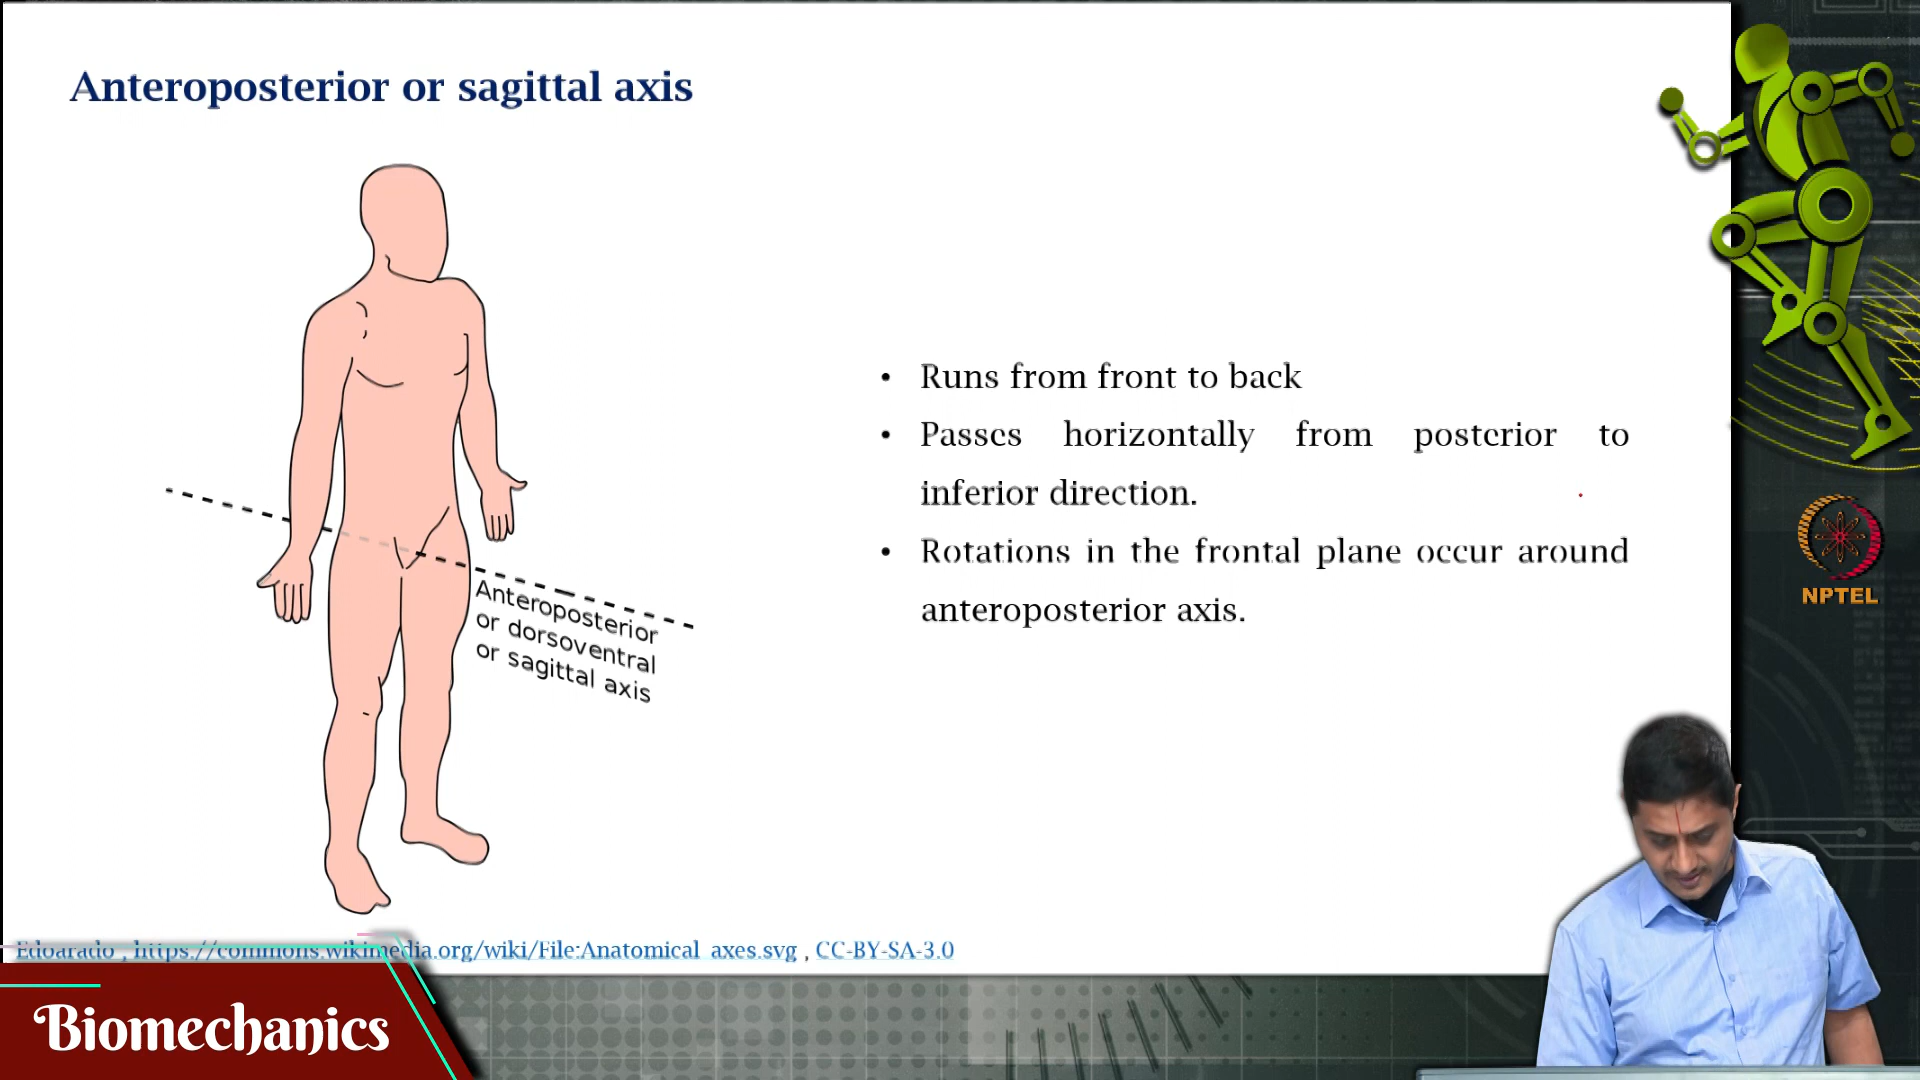 Anteroposterior or sagittal axis
• Runs from front to back
• Passes horizontally from posterior to
inferior direction.
• Rotations in the frontal plane occur around
anteroposterior axis.
Anteroposterior
or dorsoventral
or sagittal axis
Edoarado , https://commons.wikimedia.org/wiki/File:Anatomical_axes.svg , CC-BY-SA-3.0
NPTEL
Biomechanics